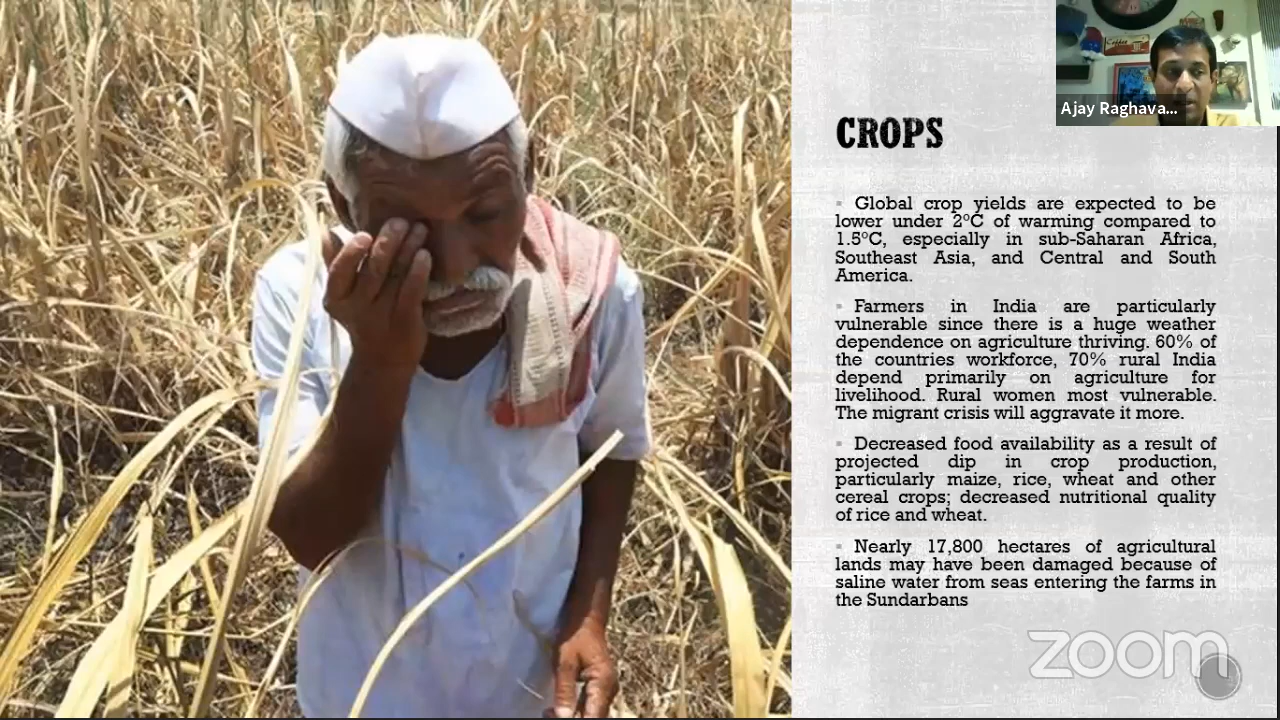 Ajay Raghava...
CROPS
Global crop yields are expected to be
lower under 2°C of warming compared to
1.5°C, especially in sub-Saharan Africa,
Southeast Asia, and Central and South
America.
Farmers in India are particularly
vulnerable since there is a huge weather
dependence on agriculture thriving. 60% of
the countries workforce, 70% rural India
depend primarily on agriculture for
livelihood. Rural women most vulnerable.
The migrant crisis will aggravate it more.
Decreased food availability as a result of
projected dip in crop production,
particularly maize, rice, wheat and other
cereal crops; decreased nutritional quality
of rice and wheat.
Nearly 17,800 hectares of agricultural
lands may have been damaged because of
saline water from seas entering the farms in
the Sundarbans
zoom